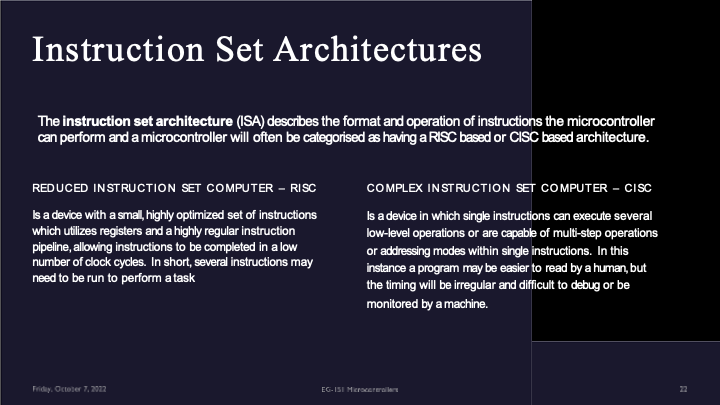 Instruction Set Architectures
The instruction set architecture (ISA) describes the format and operation of instructions the microcontroller
can perform and a microcontroller will often be categorised as having a RISC based or CISC based architecture.
REDUCED INSTRUCTION SET COMPUTER – RISC
Is a device with a small, highly optimized set of instructions
which utilizes registers and a highly regular instruction
pipeline, allowing instructions to be completed in a low
number of clock cycles. In short, several instructions may
need to be run to perform a task
COMPLEX INSTRUCTION SET COMPUTER – CISC
Is a device in which single instructions can execute several
low-level operations or are capable of multi-step operations
or addressing modes within single instructions. In this
instance a program may be easier to read by a human, but
the timing will be irregular and difficult to debug or be
monitored by a machine.
Friday, October 7, 2022
EG-151 Microcontrollers
22